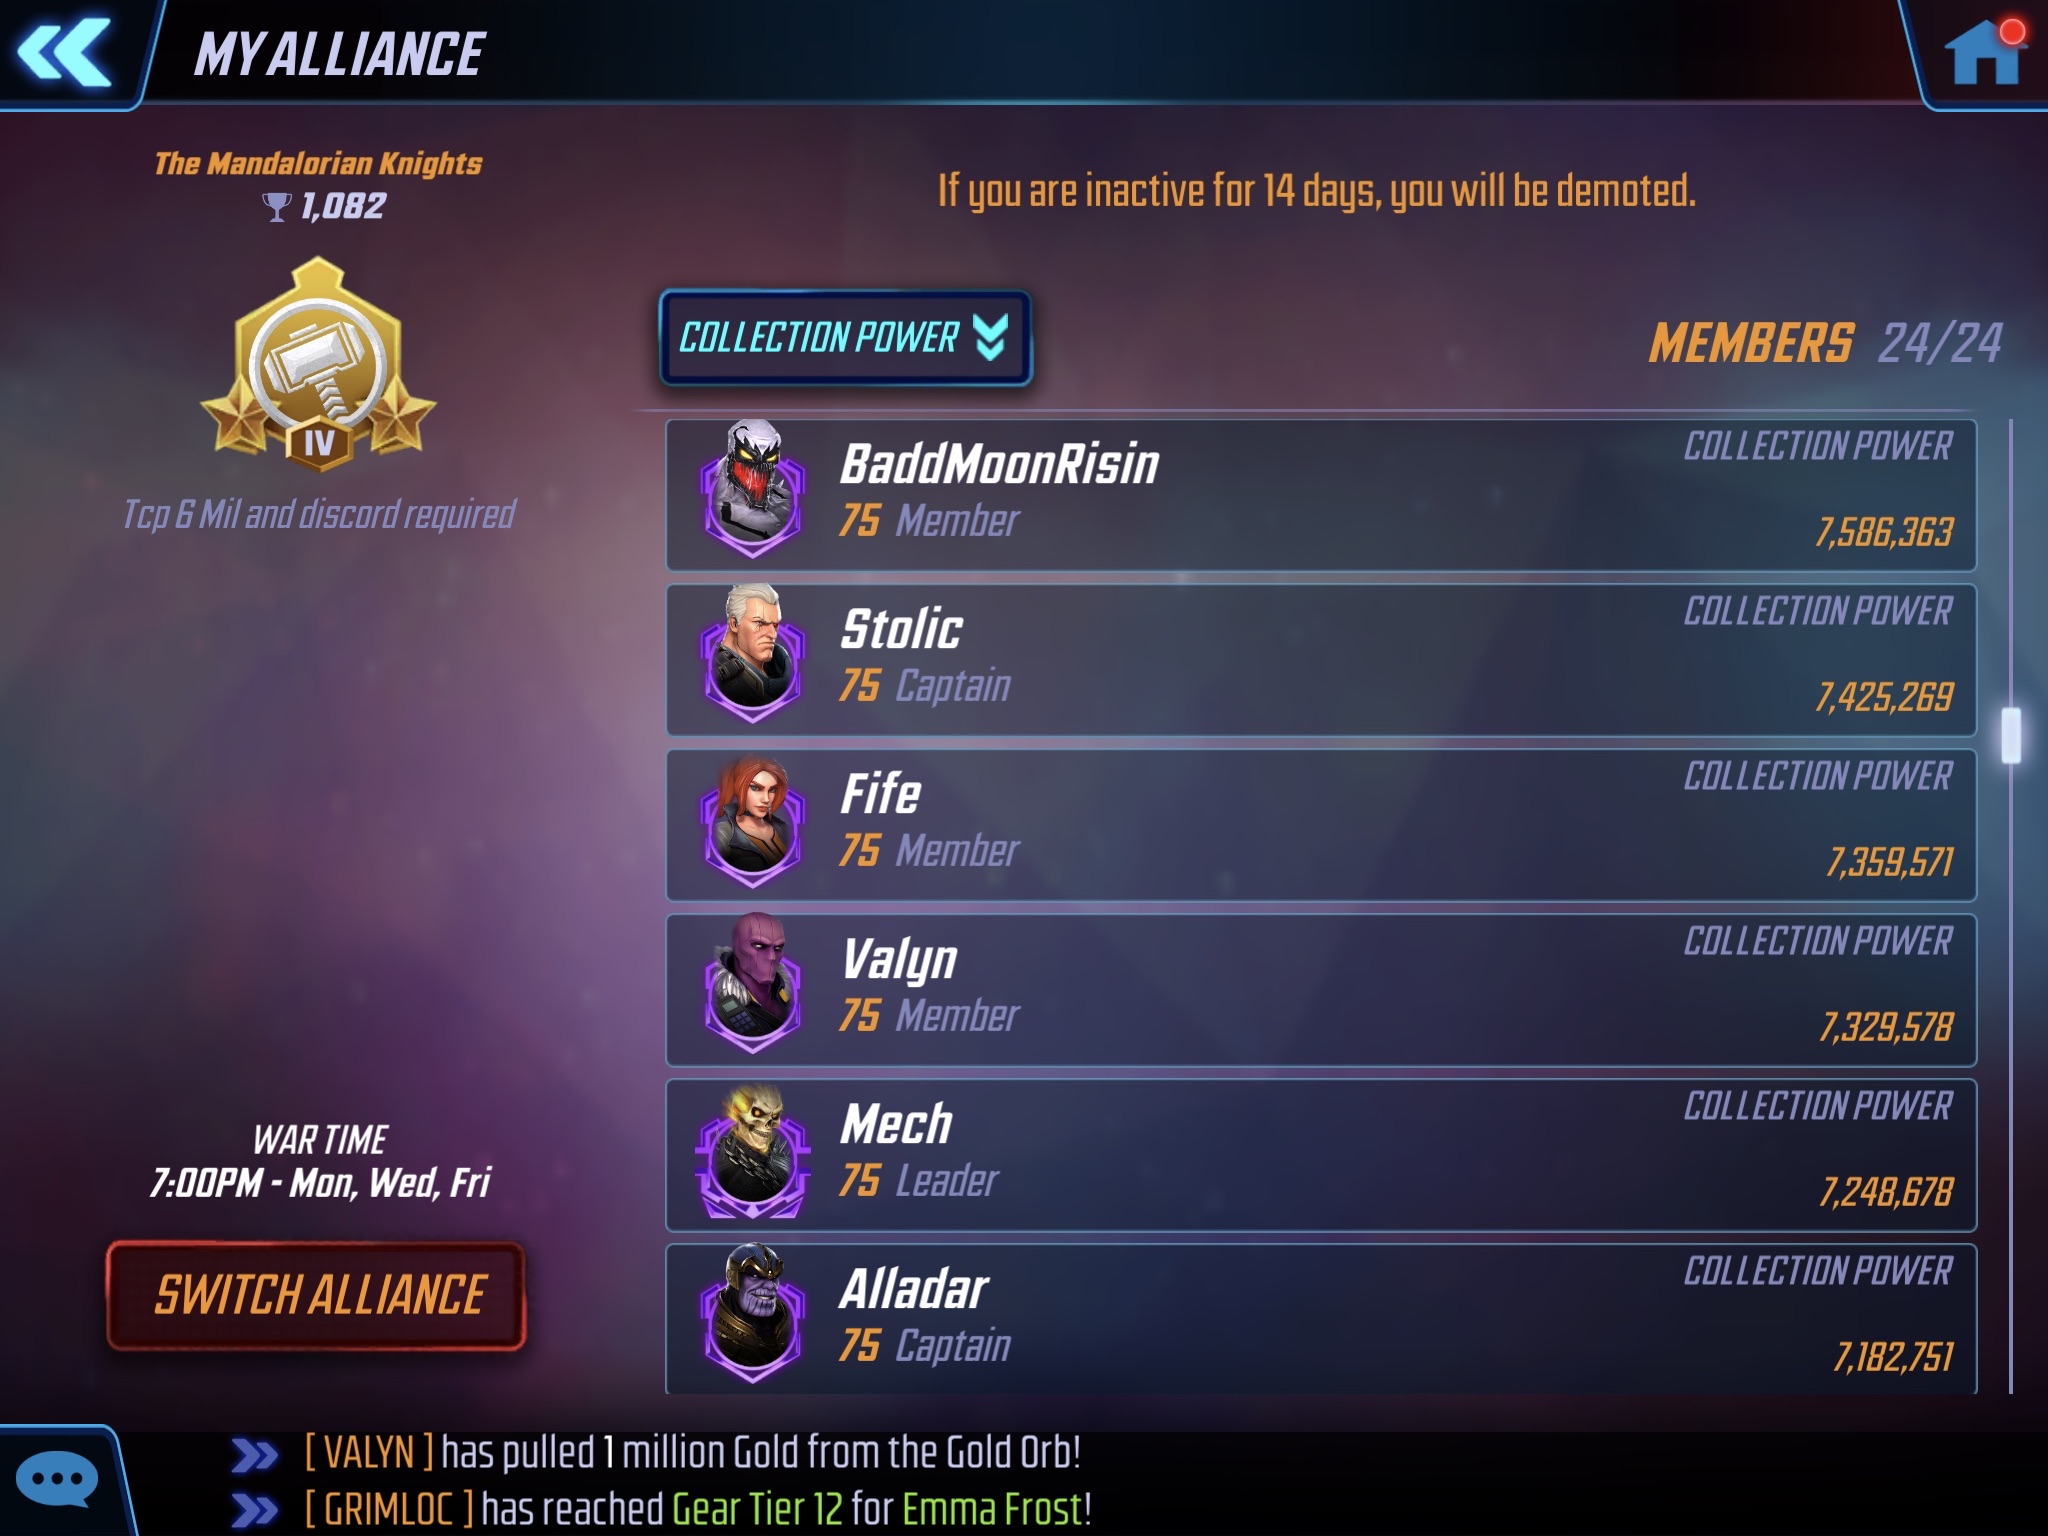 MY ALLIANCE
The Mandalorian Knights
1,082
IV
Tcp 6 Mil and discord required
WAR TIME
7:00PM - Mon, Wed, Fri
SWITCH ALLIANCE
If you are inactive for 14 days, you will be demoted.
COLLECTION POWER
MEMBERS 24/24
BaddMoonRisin
75 Member
COLLECTION POWER
7,586,363
Stolic
75 Captain
COLLECTION POWER
7,425,269
Fife
75 Member
COLLECTION POWER
7,359,571
Valyn
75 Member
COLLECTION POWER
7,329,578
Mech
75 Leader
COLLECTION POWER
7,248,678
Alladar
75 Captain
COLLECTION POWER
7,182,751
[ VALYN ] has pulled 1 million Gold from the Gold Orb!
[ GRIMLOC ] has reached Gear Tier 12 for Emma Frost!